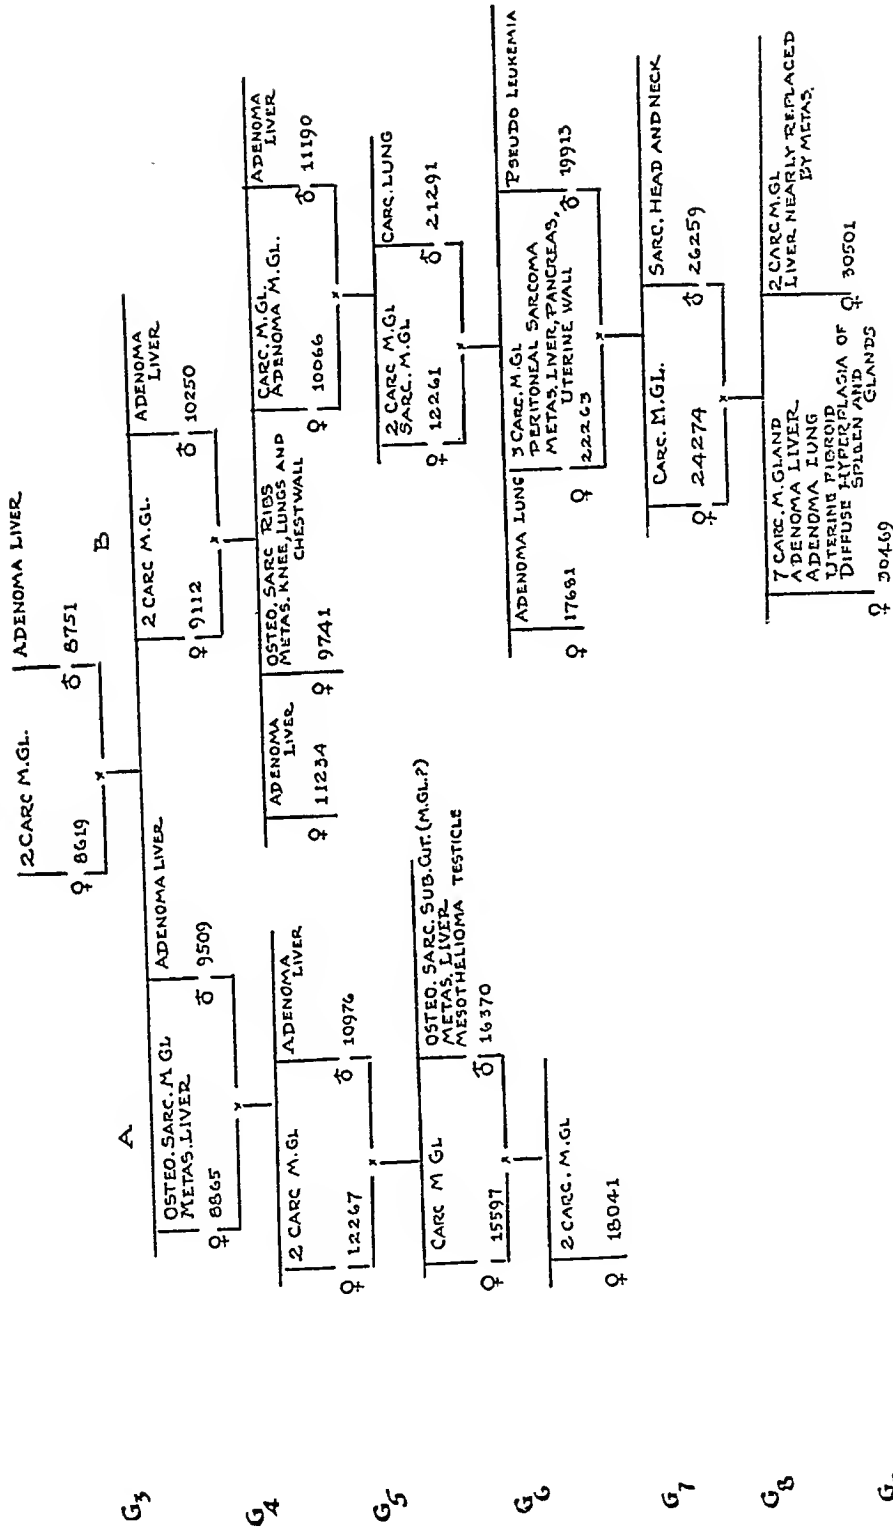 2 CARC M.GL.
ADENOMA LIVER
♀ 8619
♂ 8751
A
B
G3
OSTEO. SARC. M GL
METAS. LIVER
ADENOMA LIVER
2 CARC M.GL.
ADENOMA
LIVER
♀ 8865
♂ 9509
♀ 9112
♂ 10250
G4
2 CARC M.GL
ADENOMA
LIVER
ADENOMA
LIVER
OSTEO. SARC RIBS
METAS. KNEE, LUNGS AND
CHESTWALL
CARC. M.GL.
ADENOMA M.GL.
ADENOMA
LIVER
♀ 12267
♂ 10976
♀ 11234
♀ 9741
♀ 10066
♂ 11190
G5
CARC M GL
OSTEO. SARC. SUB. CUT. (M.GL.?)
METAS. LIVER
MESOTHELIOMA TESTICLE
2 CARC M.GL
SARC. M.GL
CARC. LUNG
♀ 15597
♂ 16370
♀ 12261
♂ 21291
G6
2 CARC. M.GL
ADENOMA LUNG
3 CARC. M.GL
PERITONEAL SARCOMA
METAS. LIVER, PANCREAS,
UTERINE WALL
PSEUDO LEUKEMIA
♀ 18041
♀ 17681
♀ 22263
♂ 19913
G7
CARC. M.GL.
SARC. HEAD AND NECK
♀ 24274
♂ 26259
G8
7 CARC. M.GLAND
ADENOMA LIVER
ADENOMA LUNG
UTERINE FIBROID
DIFFUSE HYPERPLASIA OF
SPLEEN AND
GLANDS
2 CARC M.GL
LIVER NEARLY REPLACED
BY METAS.
♀ 30469
♀ 30501
G